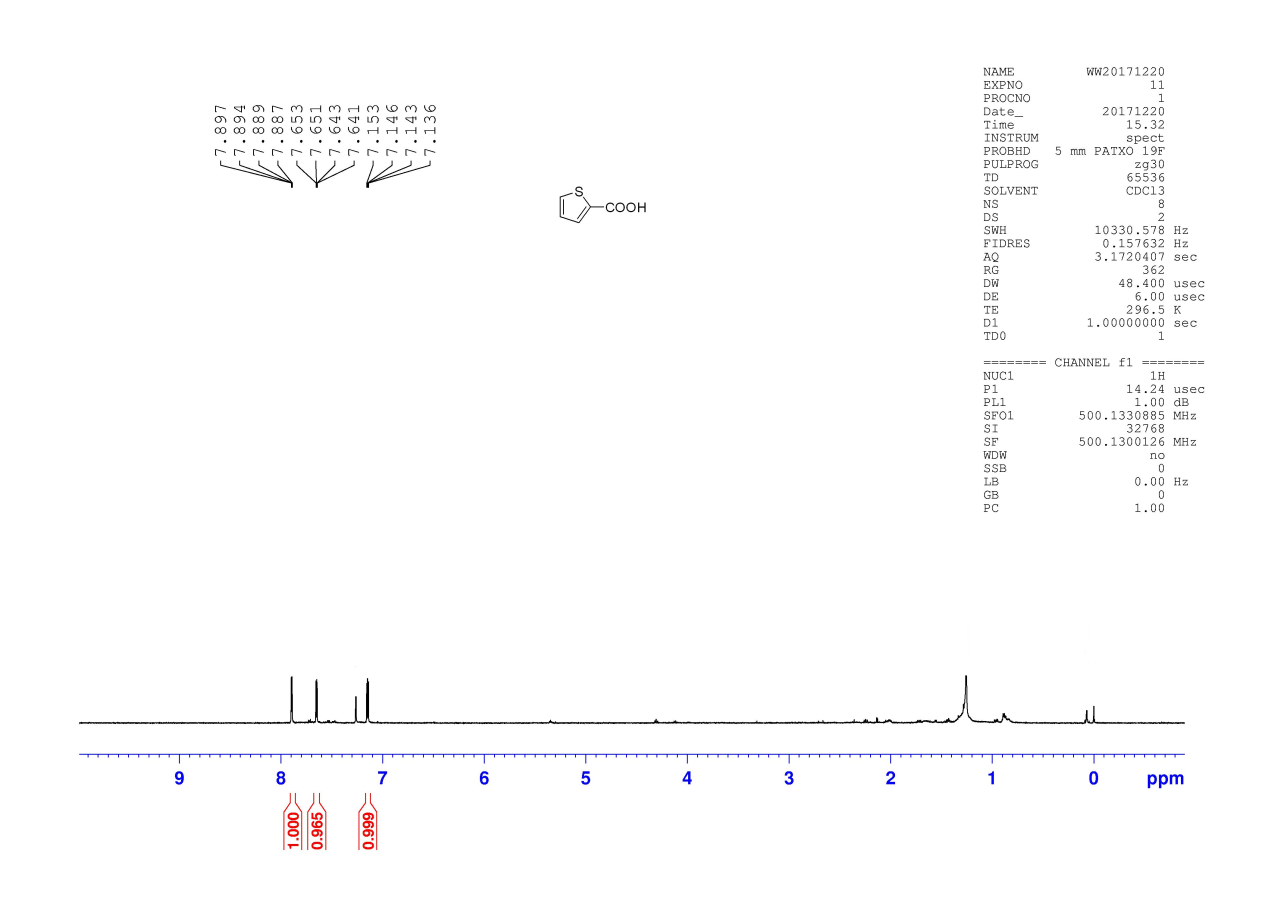 7.897
7.894
7.889
7.887
7.653
7.651
7.643
7.641
7.153
7.146
7.143
7.136
S
COOH
NAME WW20171220
EXPNO 11
PROCNO 1
Date_ 20171220
Time 15.32
INSTRUM spect
PROBHD 5 mm PATXO 19F
PULPROG zg30
TD 65536
SOLVENT CDCl3
NS 8
DS 2
SWH 10330.578 Hz
FIDRES 0.157632 Hz
AQ 3.1720407 sec
RG 362
DW 48.400 usec
DE 6.00 usec
TE 296.5 K
D1 1.00000000 sec
TD0 1
======== CHANNEL f1 ========
NUC1 1H
P1 14.24 usec
PL1 1.00 dB
SFO1 500.1330885 MHz
SI 32768
SF 500.1300126 MHz
WDW no
SSB 0
LB 0.00 Hz
GB 0
PC 1.00
9 8 7 6 5 4 3 2 1 0 ppm
1.000
0.965
0.999